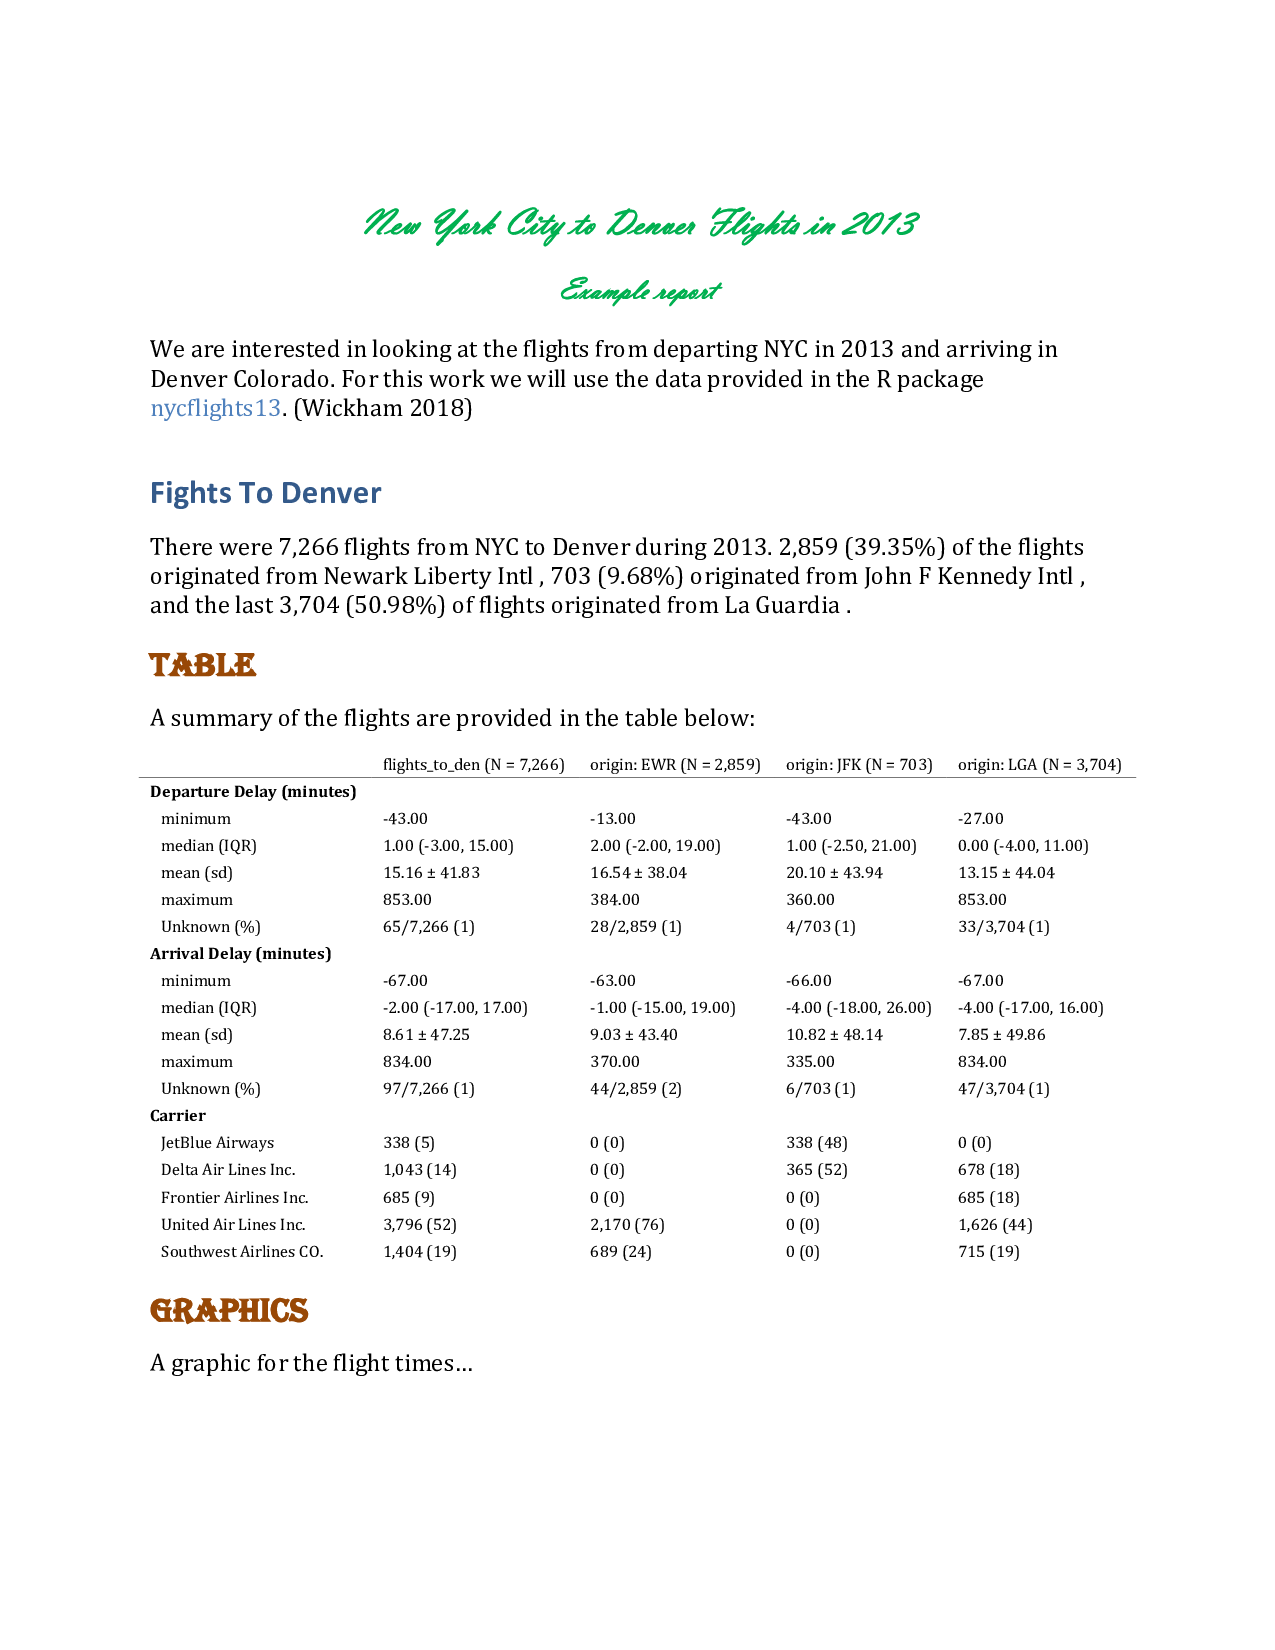 New York City to Denver Flights in 2013
Example report
We are interested in looking at the flights from departing NYC in 2013 and arriving in
Denver Colorado. For this work we will use the data provided in the R package
nycflights13. (Wickham 2018)
Fights To Denver
There were 7,266 flights from NYC to Denver during 2013. 2,859 (39.35%) of the flights
originated from Newark Liberty Intl , 703 (9.68%) originated from John F Kennedy Intl ,
and the last 3,704 (50.98%) of flights originated from La Guardia .
TABLE
A summary of the flights are provided in the table below:
flights_to_den (N = 7,266) origin: EWR (N = 2,859) origin: JFK (N = 703) origin: LGA (N = 3,704)
Departure Delay (minutes)
minimum -43.00 -13.00 -43.00 -27.00
median (IQR) 1.00 (-3.00, 15.00) 2.00 (-2.00, 19.00) 1.00 (-2.50, 21.00) 0.00 (-4.00, 11.00)
mean (sd) 15.16 ± 41.83 16.54 ± 38.04 20.10 ± 43.94 13.15 ± 44.04
maximum 853.00 384.00 360.00 853.00
Unknown (%) 65/7,266 (1) 28/2,859 (1) 4/703 (1) 33/3,704 (1)
Arrival Delay (minutes)
minimum -67.00 -63.00 -66.00 -67.00
median (IQR) -2.00 (-17.00, 17.00) -1.00 (-15.00, 19.00) -4.00 (-18.00, 26.00) -4.00 (-17.00, 16.00)
mean (sd) 8.61 ± 47.25 9.03 ± 43.40 10.82 ± 48.14 7.85 ± 49.86
maximum 834.00 370.00 335.00 834.00
Unknown (%) 97/7,266 (1) 44/2,859 (2) 6/703 (1) 47/3,704 (1)
Carrier
JetBlue Airways 338 (5) 0 (0) 338 (48) 0 (0)
Delta Air Lines Inc. 1,043 (14) 0 (0) 365 (52) 678 (18)
Frontier Airlines Inc. 685 (9) 0 (0) 0 (0) 685 (18)
United Air Lines Inc. 3,796 (52) 2,170 (76) 0 (0) 1,626 (44)
Southwest Airlines CO. 1,404 (19) 689 (24) 0 (0) 715 (19)
GRAPHICS
A graphic for the flight times…